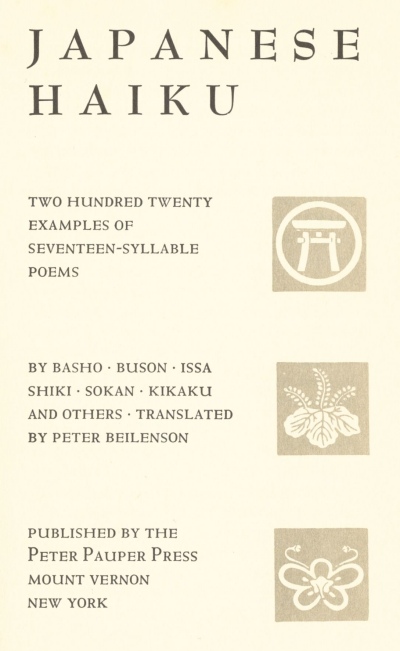 JAPANESE
HAIKU
TWO HUNDRED TWENTY
EXAMPLES OF
SEVENTEEN-SYLLABLE
POEMS
BY BASHO · BUSON · ISSA
SHIKI · SOKAN · KIKAKU
AND OTHERS · TRANSLATED
BY PETER BEILENSON
PUBLISHED BY THE
PETER PAUPER PRESS
MOUNT VERNON
NEW YORK